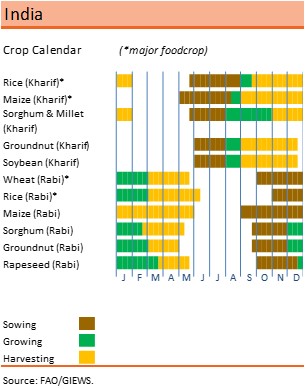 India
Crop Calendar (*major foodcrop)
Rice (Kharif)*
Maize (Kharif)*
Sorghum & Millet
(Kharif)
Groundnut (Kharif)
Soybean (Kharif)
Wheat (Rabi)*
Rice (Rabi)*
Maize (Rabi)
Sorghum (Rabi)
Groundnut (Rabi)
Rapeseed (Rabi)
J F M A M J J A S O N D
Sowing
Growing
Harvesting
Source: FAO/GIEWS.